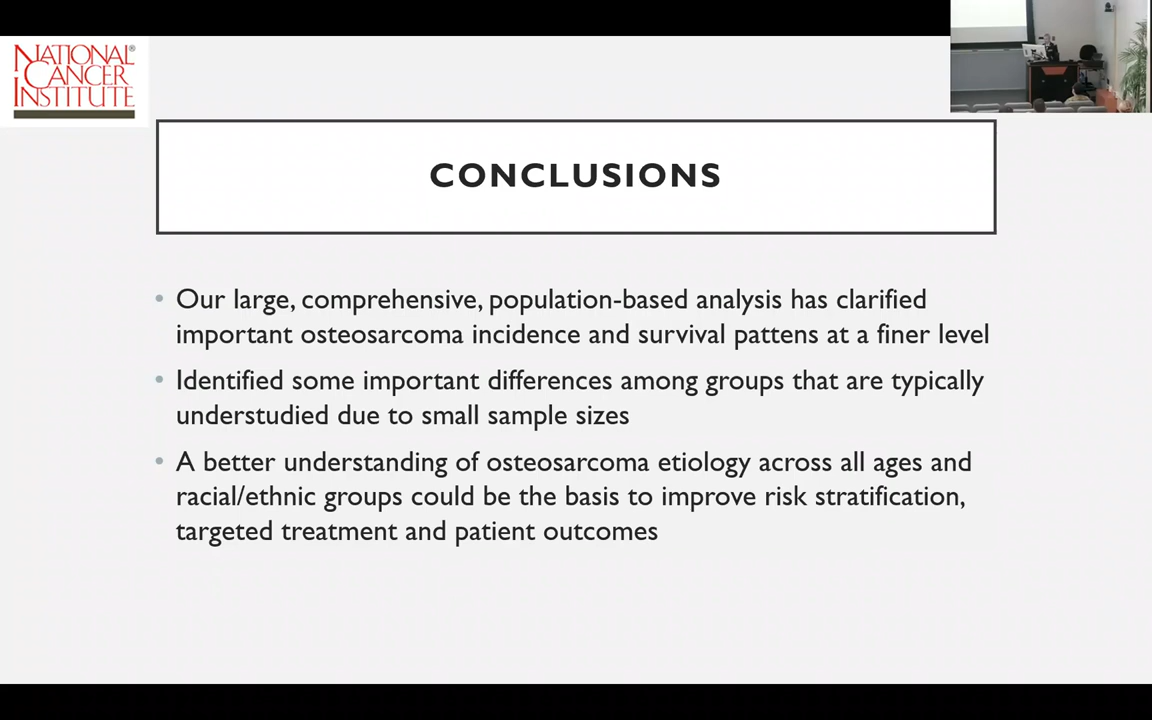 NATIONAL®
CANCER
INSTITUTE
CONCLUSIONS
• Our large, comprehensive, population-based analysis has clarified
important osteosarcoma incidence and survival pattens at a finer level
• Identified some important differences among groups that are typically
understudied due to small sample sizes
• A better understanding of osteosarcoma etiology across all ages and
racial/ethnic groups could be the basis to improve risk stratification,
targeted treatment and patient outcomes